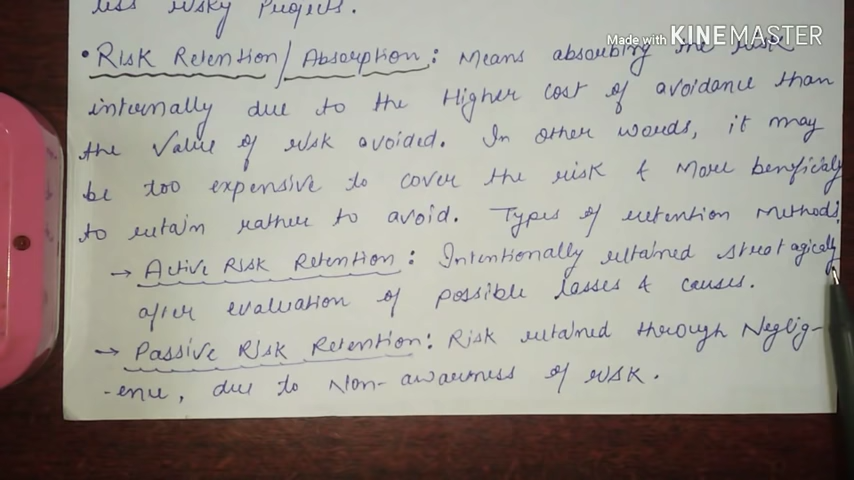 less risky Projects.
Made with KINEMASTER
• Risk Retention/Absorption: Means absorbing the risk
internally due to the Higher cost of avoidance than
the value of risk avoided. In other words, it may
be too expensive to cover the risk & More beneficialy
to retain rather to avoid. Types of retention Methods:
→ Active Risk Retention: Intentionally retained stratagically
after evaluation of possible losses & causes.
→ Passive Risk Retention: Risk retained through Neglig-
-ence, due to Non-awareness of risk.